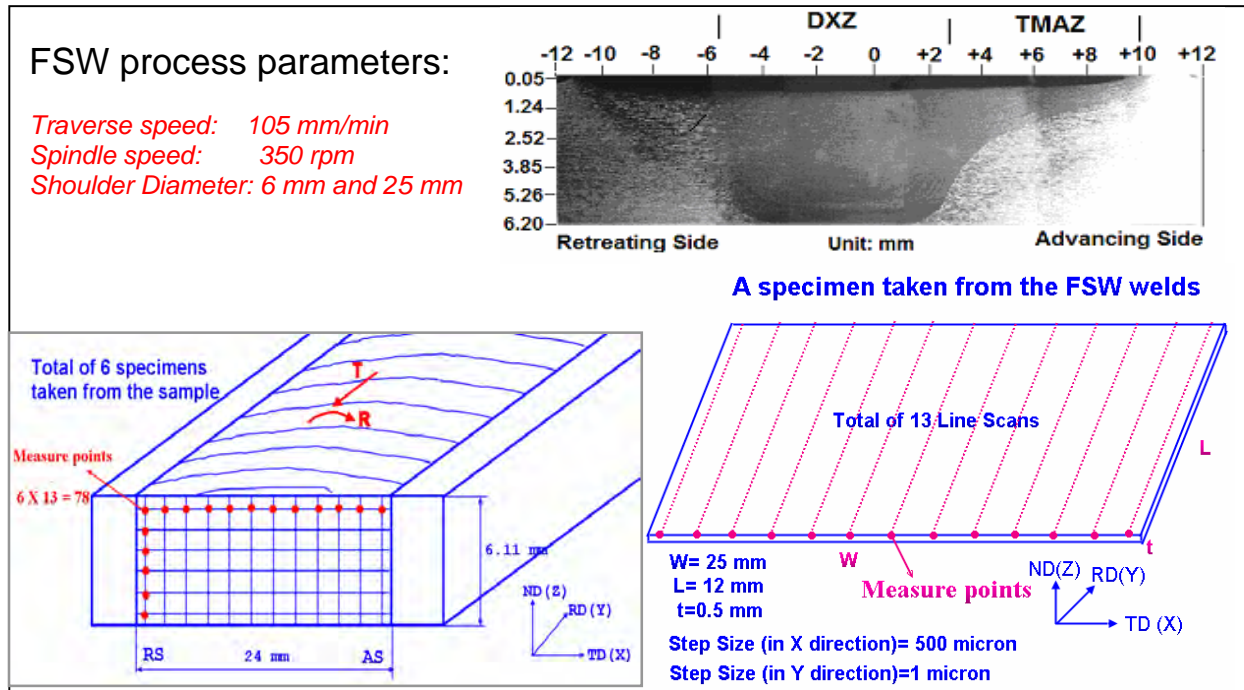 FSW process parameters:
Traverse speed: 105 mm/min
Spindle speed: 350 rpm
Shoulder Diameter: 6 mm and 25 mm
DXZ TMAZ
-12 -10 -8 -6 -4 -2 0 +2 +4 +6 +8 +10 +12
0.05
1.24
2.52
3.85
5.26
6.20
Retreating Side Unit: mm Advancing Side
Total of 6 specimens
taken from the sample
T
R
Measure points
6 X 13 = 78
6.11 mm
ND(Z)
RD(Y)
TD(X)
RS 24 mm AS
A specimen taken from the FSW welds
Total of 13 Line Scans
L
t
W
W= 25 mm
L= 12 mm
t=0.5 mm
Measure points
ND(Z)
RD(Y)
TD (X)
Step Size (in X direction)= 500 micron
Step Size (in Y direction)=1 micron